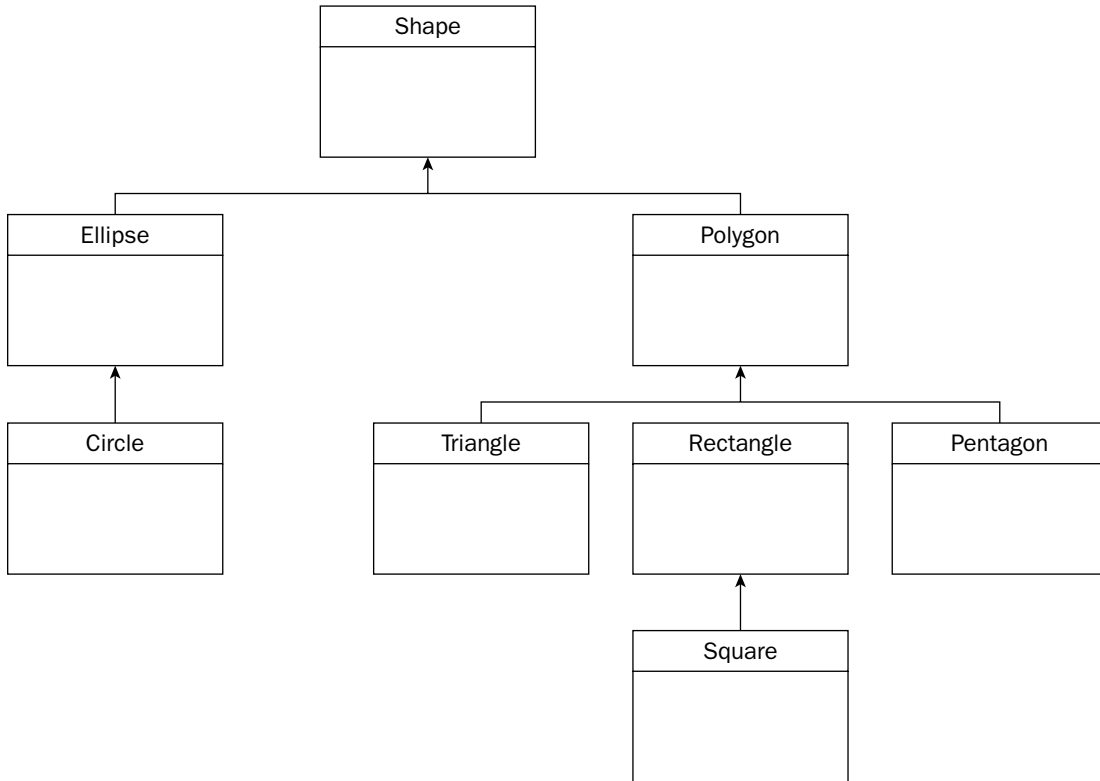 Shape
Ellipse
Polygon
Circle
Triangle
Rectangle
Pentagon
Square